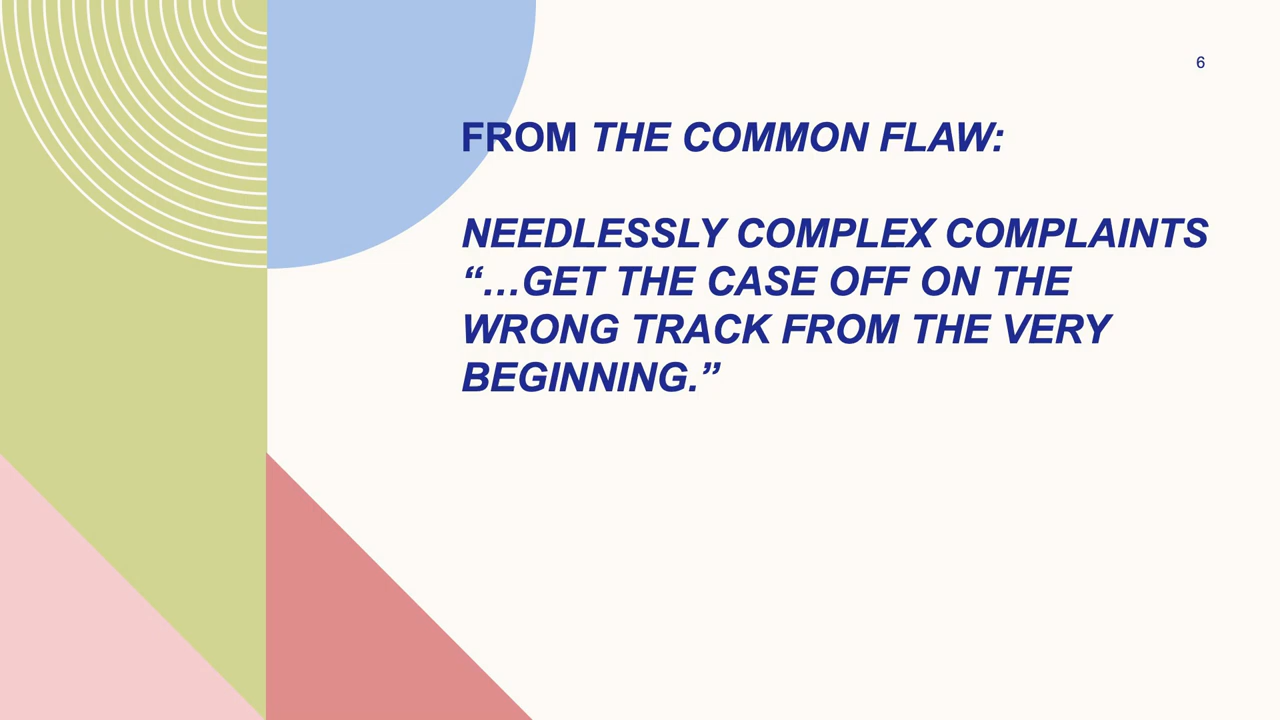 6
FROM THE COMMON FLAW:
NEEDLESSLY COMPLEX COMPLAINTS
“…GET THE CASE OFF ON THE
WRONG TRACK FROM THE VERY
BEGINNING.”